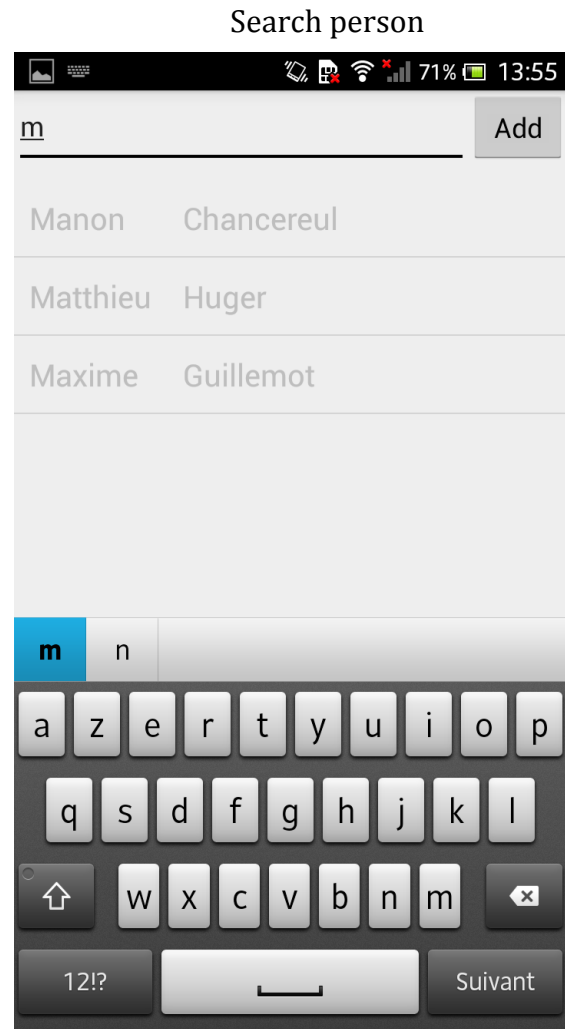 Search person
71% 13:55
m Add
Manon Chancereul
Matthieu Huger
Maxime Guillemot
m n
a z e r t y u i o p
q s d f g h j k l
w x c v b n m
12!? Suivant